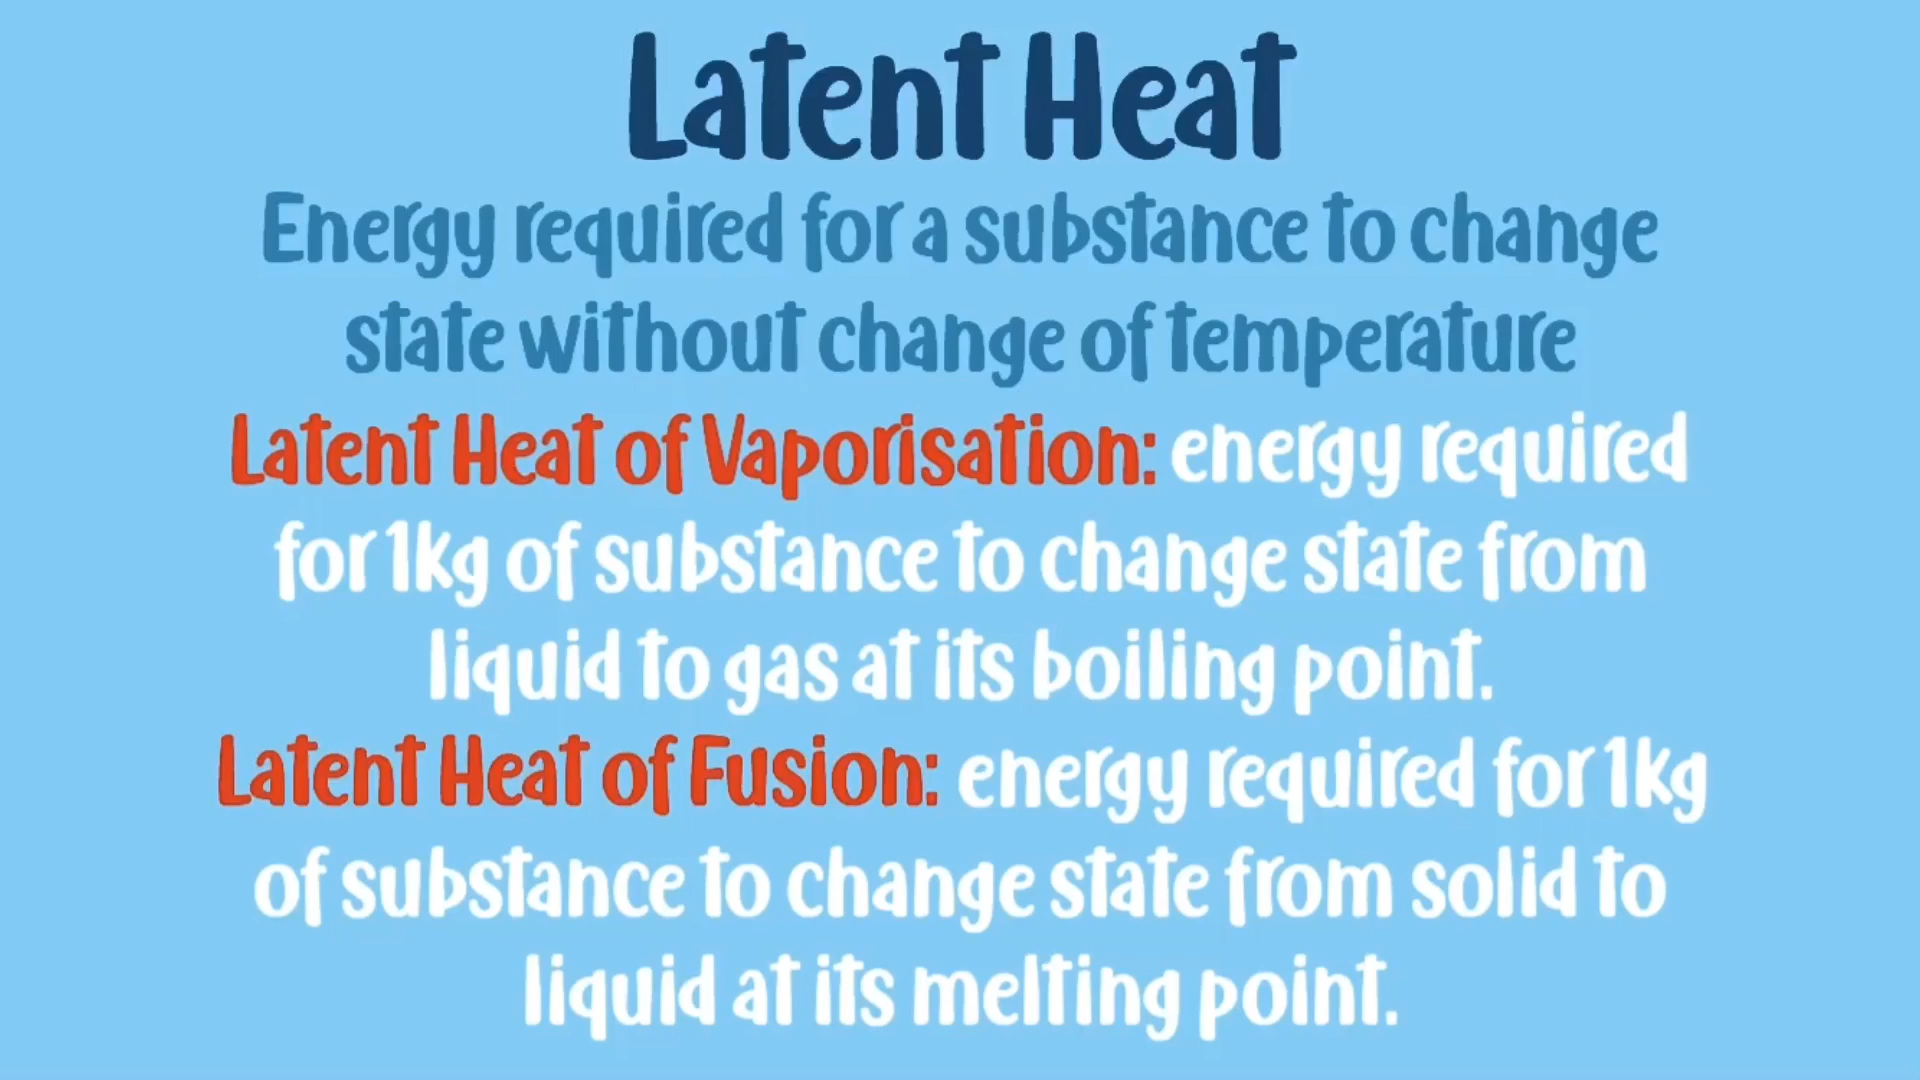 Latent Heat
Energy required for a substance to change
state without change of temperature
Latent Heat of Vaporisation: energy required
for 1kg of substance to change state from
liquid to gas at its boiling point.
Latent Heat of Fusion: energy required for 1kg
of substance to change state from solid to
liquid at its melting point.